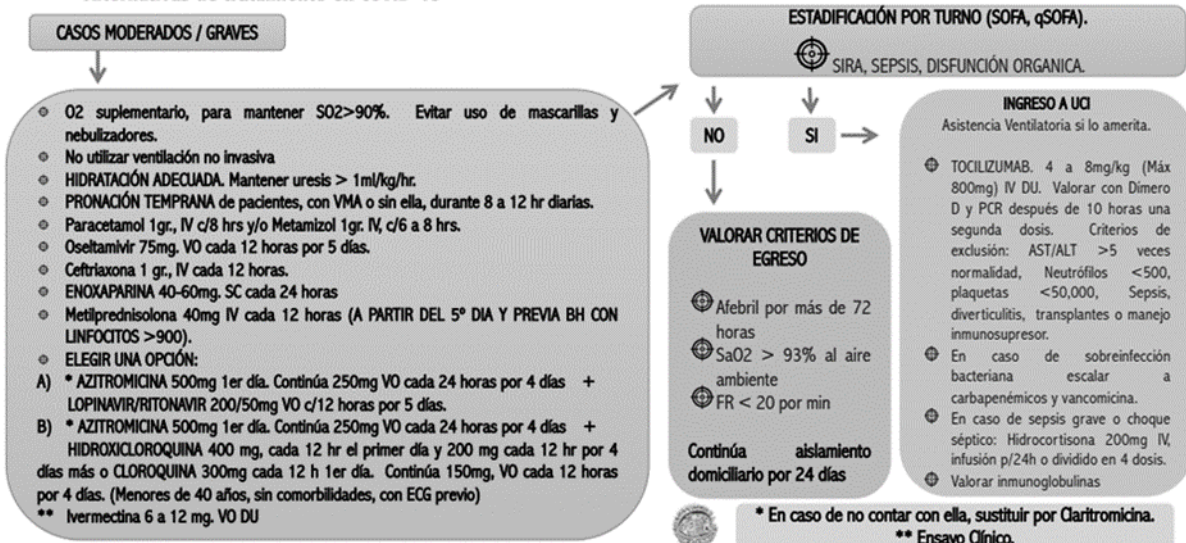 CASOS MODERADOS / GRAVES
O2 suplementario, para mantener SO2>90%. Evitar uso de mascarillas y
nebulizadores.
No utilizar ventilación no invasiva
HIDRATACIÓN ADECUADA. Mantener uresis > 1ml/kg/hr.
PRONACIÓN TEMPRANA de pacientes, con VMA o sin ella, durante 8 a 12 hr diarias.
Paracetamol 1gr., IV c/8 hrs y/o Metamizol 1gr. IV, c/6 a 8 hrs.
Oseltamivir 75mg. VO cada 12 horas por 5 días.
Ceftriaxona 1 gr., IV cada 12 horas.
ENOXAPARINA 40-60mg. SC cada 24 horas
Metilprednisolona 40mg IV cada 12 horas (A PARTIR DEL 5º DIA Y PREVIA BH CON
LINFOCITOS >900).
ELEGIR UNA OPCIÓN:
A) * AZITROMICINA 500mg 1er día. Continúa 250mg VO cada 24 horas por 4 días +
LOPINAVIR/RITONAVIR 200/50mg VO c/12 horas por 5 días.
B) * AZITROMICINA 500mg 1er día. Continúa 250mg VO cada 24 horas por 4 días +
HIDROXICLOROQUINA 400 mg, cada 12 hr el primer día y 200 mg cada 12 hr por 4
días más o CLOROQUINA 300mg cada 12 h 1er día. Continúa 150mg, VO cada 12 horas
por 4 días. (Menores de 40 años, sin comorbilidades, con ECG previo)
** Ivermectina 6 a 12 mg. VO DU
ESTADIFICACIÓN POR TURNO (SOFA, qSOFA).
SIRA, SEPSIS, DISFUNCIÓN ORGANICA.
NO
SI
VALORAR CRITERIOS DE
EGRESO
Afebril por más de 72
horas
SaO2 > 93% al aire
ambiente
FR < 20 por min
Continúa aislamiento
domiciliario por 24 días
INGRESO A UCI
Asistencia Ventilatoria si lo amerita.
TOCILIZUMAB. 4 a 8mg/kg (Máx
800mg) IV DU. Valorar con Dímero
D y PCR después de 10 horas una
segunda dosis. Criterios de
exclusión: AST/ALT >5 veces
normalidad, Neutrófilos <500,
plaquetas <50,000, Sepsis,
diverticulitis, transplantes o manejo
inmunosupresor.
En caso de sobreinfección
bacteriana escalar a
carbapenémicos y vancomicina.
En caso de sepsis grave o choque
séptico: Hidrocortisona 200mg IV,
infusión p/24h o dividido en 4 dosis.
Valorar inmunoglobulinas
* En caso de no contar con ella, sustituir por Claritromicina.
** Ensayo Clínico.